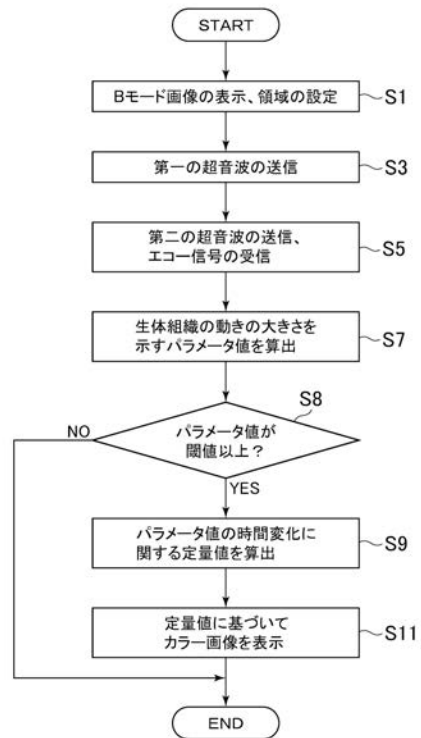 START
Bモード画像の表示、領域の設定
S1
第一の超音波の送信
S3
第二の超音波の送信、
エコー信号の受信
S5
生体組織の動きの大きさを
示すパラメータ値を算出
S7
S8
パラメータ値が
閾値以上?
NO
YES
パラメータ値の時間変化に
関する定量値を算出
S9
定量値に基づいて
カラー画像を表示
S11
END